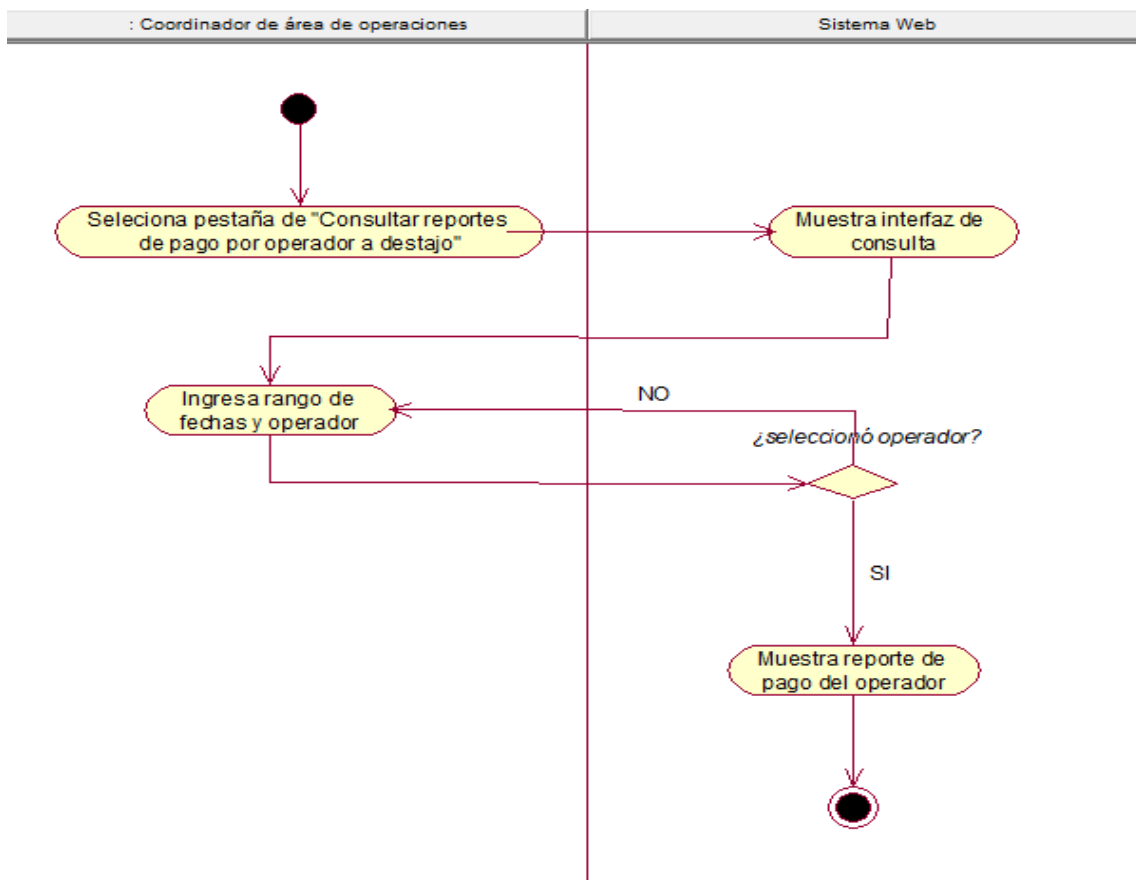 : Coordinador de área de operaciones
Sistema Web
Seleciona pestaña de "Consultar reportes
de pago por operador a destajo"
Muestra interfaz de
consulta
Ingresa rango de
fechas y operador
NO
¿seleccionó operador?
SI
Muestra reporte de
pago del operador